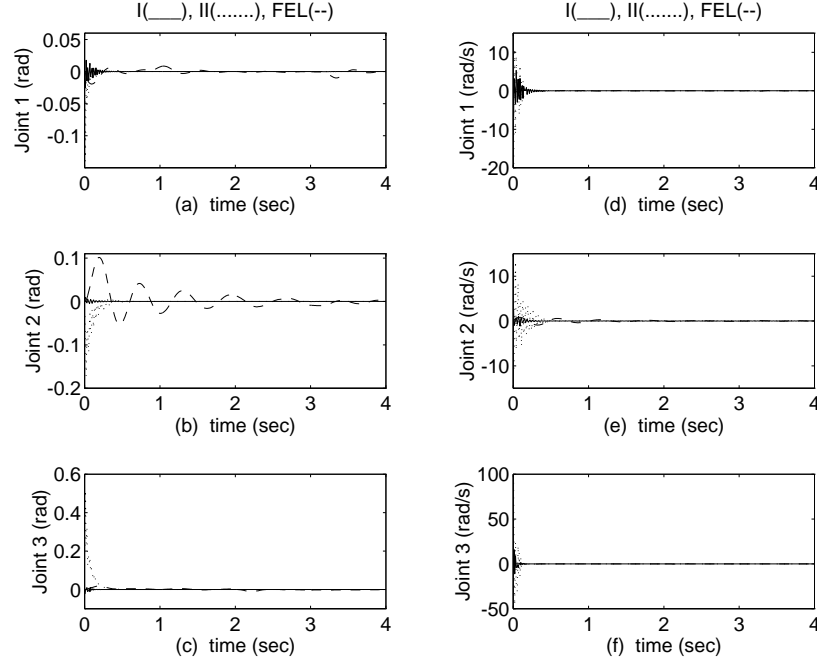 I(___), II(.......), FEL(--)
0.05
0
-0.05
-0.1
Joint 1 (rad)
0 1 2 3 4
(a) time (sec)
0.1
0
-0.1
-0.2
Joint 2 (rad)
0 1 2 3 4
(b) time (sec)
0.6
0.4
0.2
0
Joint 3 (rad)
0 1 2 3 4
(c) time (sec)
I(___), II(.......), FEL(--)
10
0
-10
-20
Joint 1 (rad/s)
0 1 2 3 4
(d) time (sec)
10
0
-10
Joint 2 (rad/s)
0 1 2 3 4
(e) time (sec)
100
50
0
-50
Joint 3 (rad/s)
0 1 2 3 4
(f) time (sec)